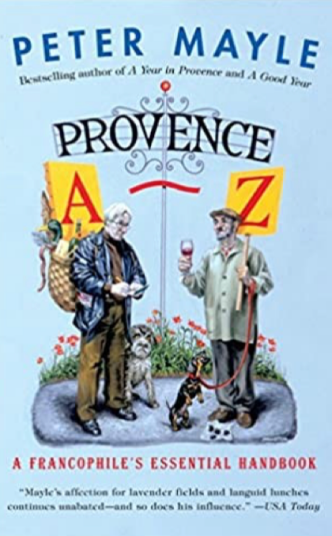 PETER MAYLE
Bestselling author of A Year in Provence and A Good Year
PROVENCE
A
Z
A FRANCOPHILE'S ESSENTIAL HANDBOOK
"Mayle's affection for lavender fields and languid lunches
continues unabated—and so does his influence." —USA Today